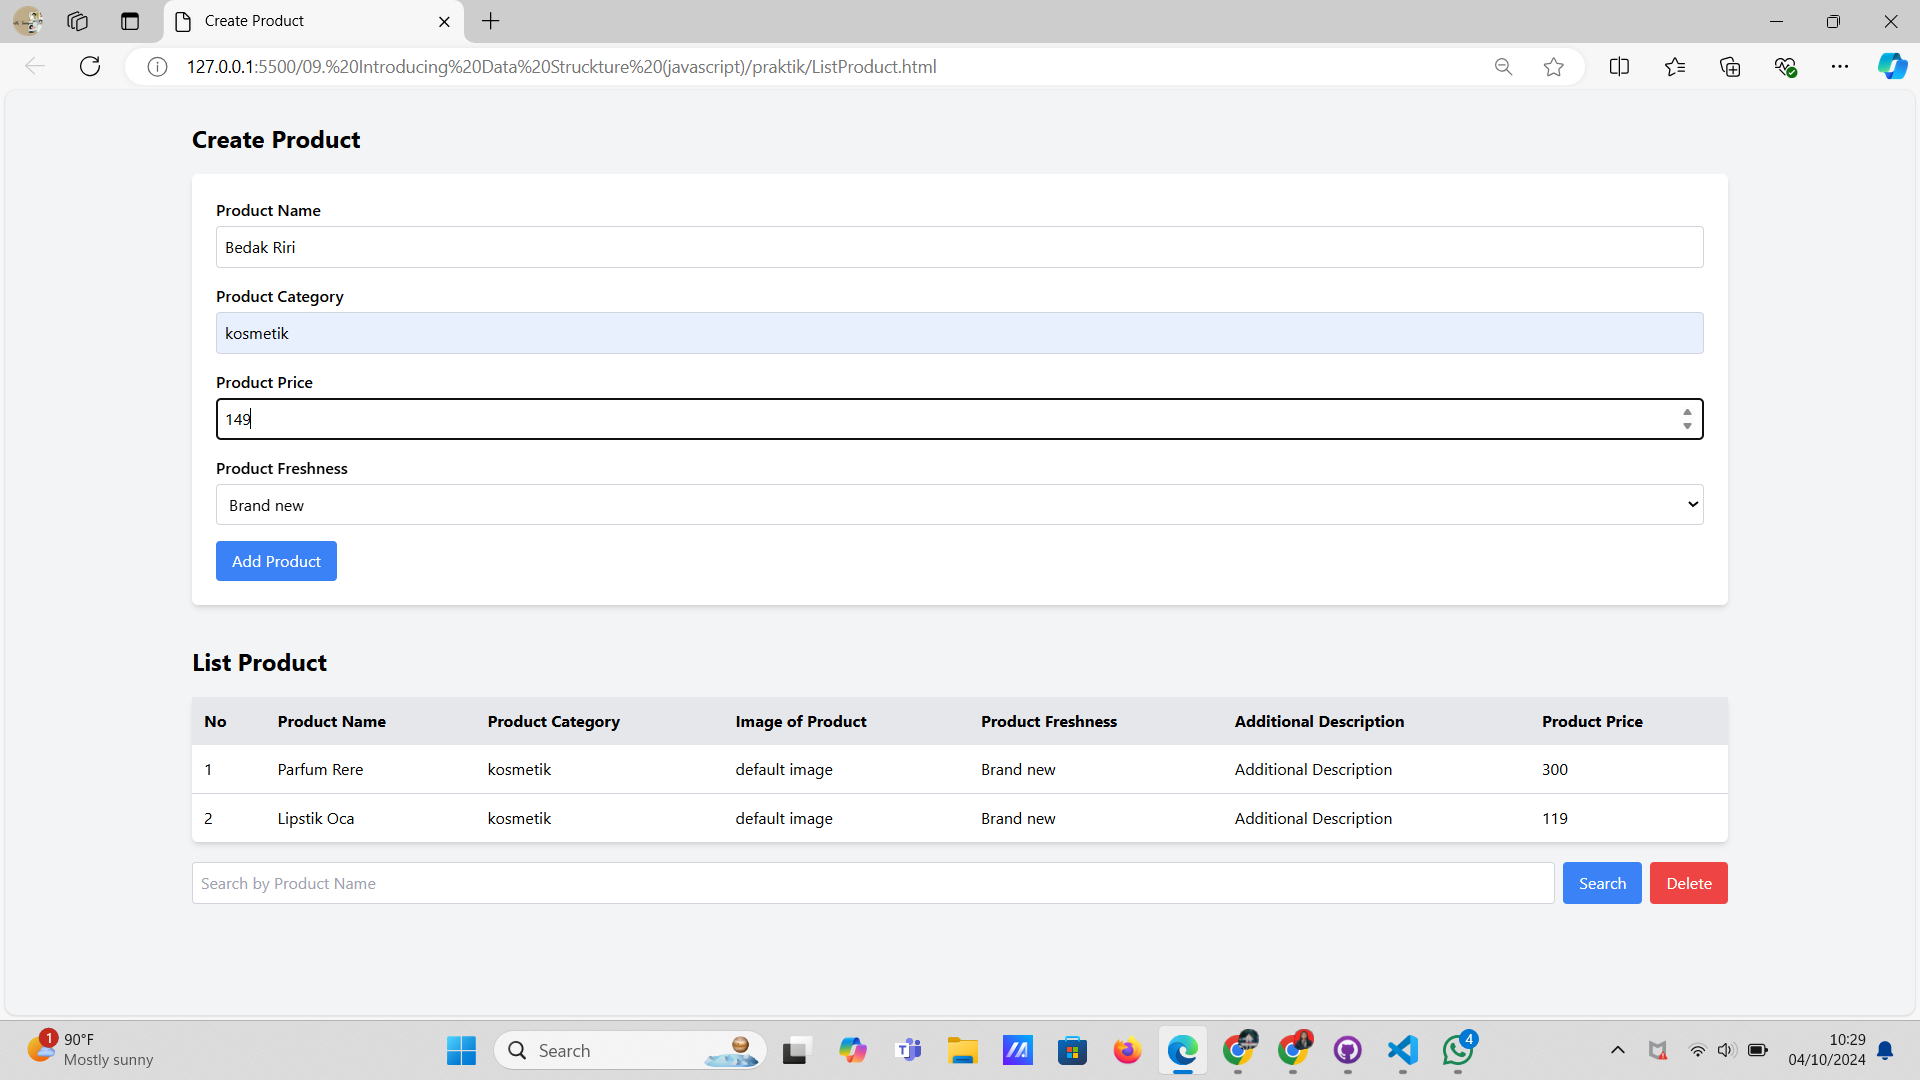 Create Product
127.0.0.1:5500/09.%20Introducing%20Data%20Struckture%20(javascript)/praktik/ListProduct.html
Create Product
Product Name
Bedak Riri
Product Category
kosmetik
Product Price
149
Product Freshness
Brand new
Add Product
List Product
No Product Name Product Category Image of Product Product Freshness Additional Description Product Price
1 Parfum Rere kosmetik default image Brand new Additional Description 300
2 Lipstik Oca kosmetik default image Brand new Additional Description 119
Search by Product Name Search Delete
1 90°F
Mostly sunny
Search
4
10:29
04/10/2024